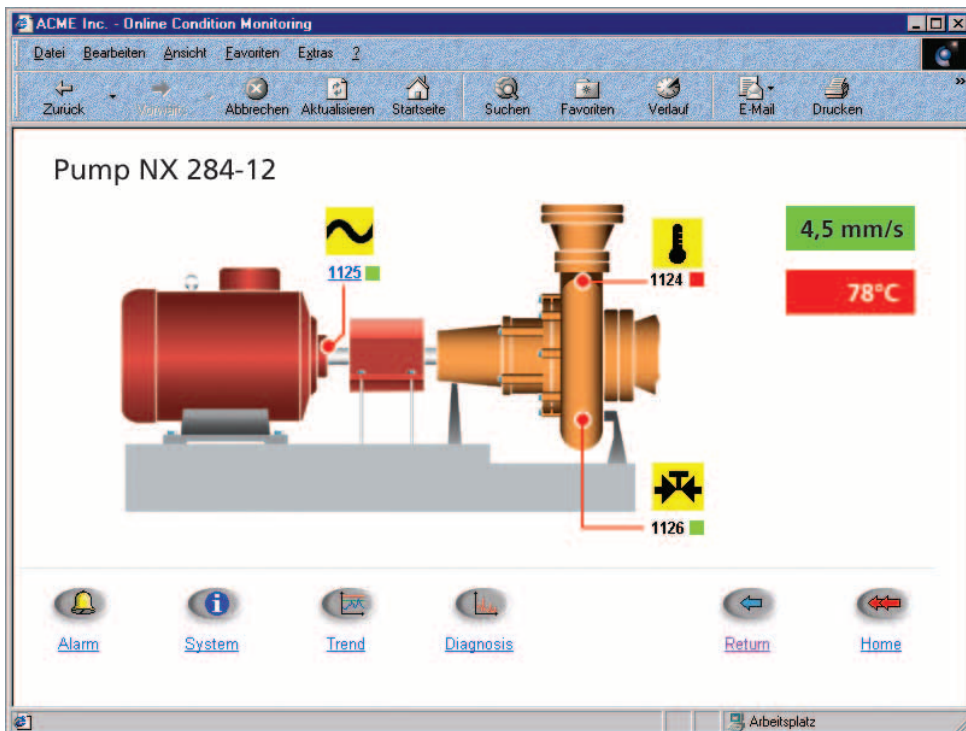 ACME Inc. - Online Condition Monitoring
Datei Bearbeiten Ansicht Favoriten Extras ?
Zurück Vorwärts Abbrechen Aktualisieren Startseite Suchen Favoriten Verlauf E-Mail Drucken »
Pump NX 284-12
4,5 mm/s
1125
1124
78°C
1126
Alarm System Trend Diagnosis Return Home
Arbeitsplatz